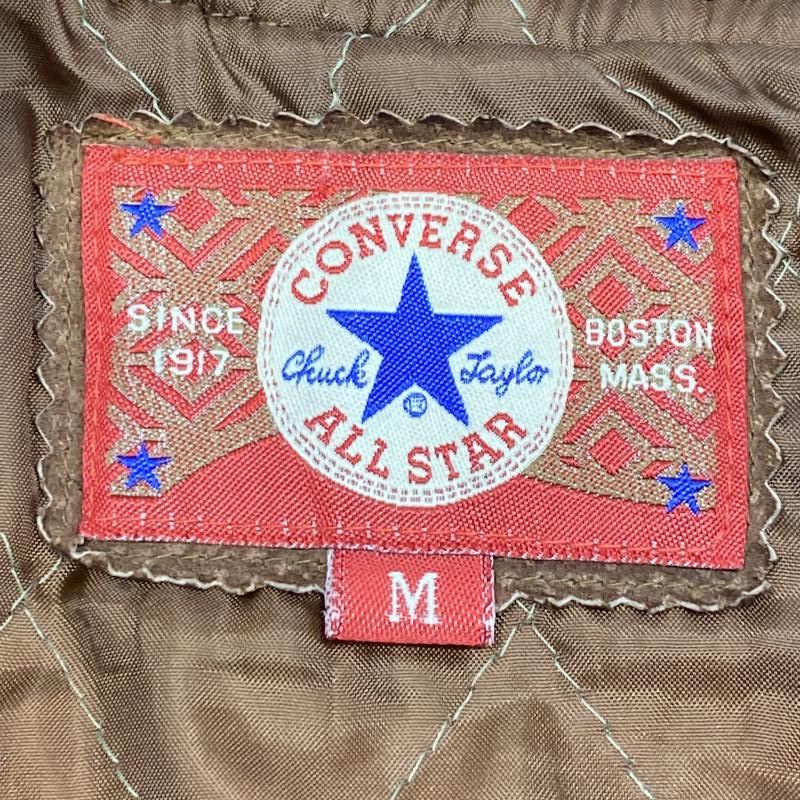 CONVERSE
SINCE
1917
Chuck Taylor
®
BOSTON
MASS.
ALL STAR
M